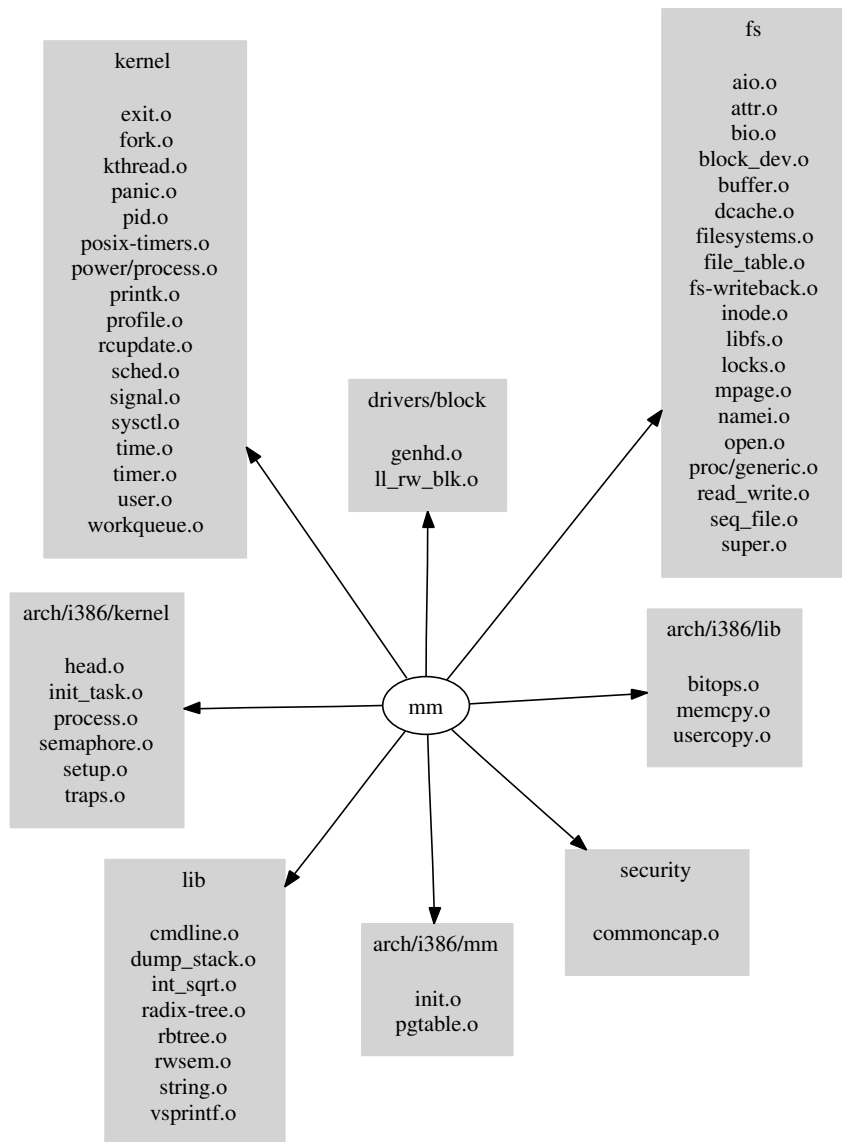 kernel
exit.o
fork.o
kthread.o
panic.o
pid.o
posix-timers.o
power/process.o
printk.o
profile.o
rcupdate.o
sched.o
signal.o
sysctl.o
time.o
timer.o
user.o
workqueue.o
drivers/block
genhd.o
ll_rw_blk.o
fs
aio.o
attr.o
bio.o
block_dev.o
buffer.o
dcache.o
filesystems.o
file_table.o
fs-writeback.o
inode.o
libfs.o
locks.o
mpage.o
namei.o
open.o
proc/generic.o
read_write.o
seq_file.o
super.o
arch/i386/kernel
head.o
init_task.o
process.o
semaphore.o
setup.o
traps.o
mm
arch/i386/lib
bitops.o
memcpy.o
usercopy.o
lib
cmdline.o
dump_stack.o
int_sqrt.o
radix-tree.o
rbtree.o
rwsem.o
string.o
vsprintf.o
arch/i386/mm
init.o
pgtable.o
security
commoncap.o